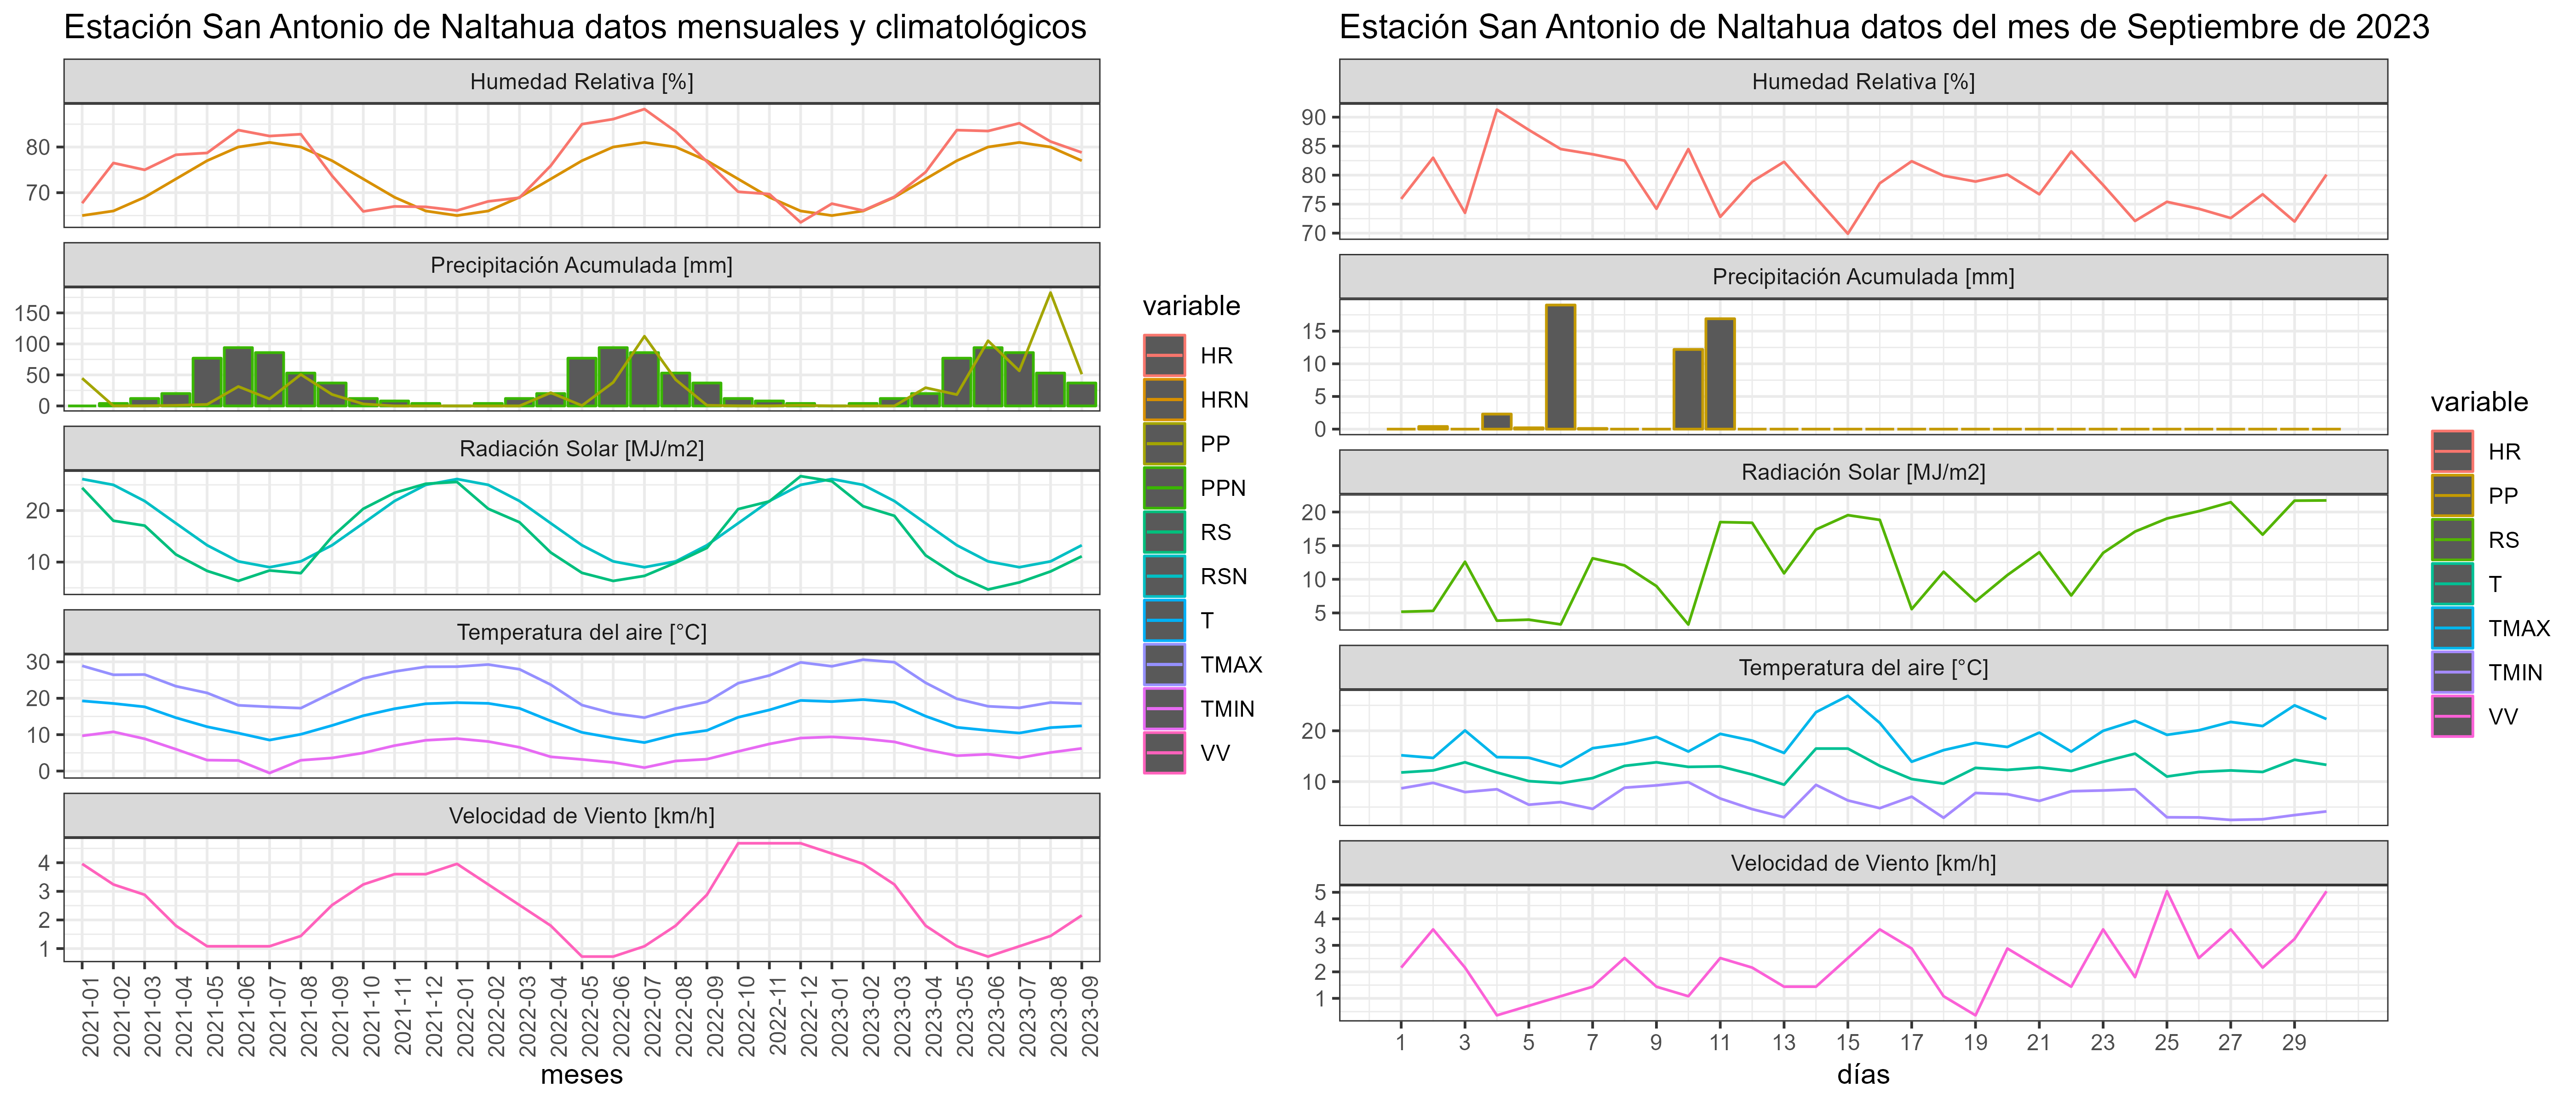 Estación San Antonio de Naltahua datos mensuales y climatológicos
Humedad Relativa [%]
80
70
Precipitación Acumulada [mm]
150
100
50
0
Radiación Solar [MJ/m2]
20
10
Temperatura del aire [°C]
30
20
10
0
Velocidad de Viento [km/h]
4
3
2
1
2021-01
2021-02
2021-03
2021-04
2021-05
2021-06
2021-07
2021-08
2021-09
2021-10
2021-11
2021-12
2022-01
2022-02
2022-03
2022-04
2022-05
2022-06
2022-07
2022-08
2022-09
2022-10
2022-11
2022-12
2023-01
2023-02
2023-03
2023-04
2023-05
2023-06
2023-07
2023-08
2023-09
meses
variable
HR
HRN
PP
PPN
RS
RSN
T
TMAX
TMIN
VV
Estación San Antonio de Naltahua datos del mes de Septiembre de 2023
Humedad Relativa [%]
90
85
80
75
70
Precipitación Acumulada [mm]
15
10
5
0
Radiación Solar [MJ/m2]
20
15
10
5
Temperatura del aire [°C]
20
10
Velocidad de Viento [km/h]
5
4
3
2
1
1 3 5 7 9 11 13 15 17 19 21 23 25 27 29
días
variable
HR
PP
RS
T
TMAX
TMIN
VV